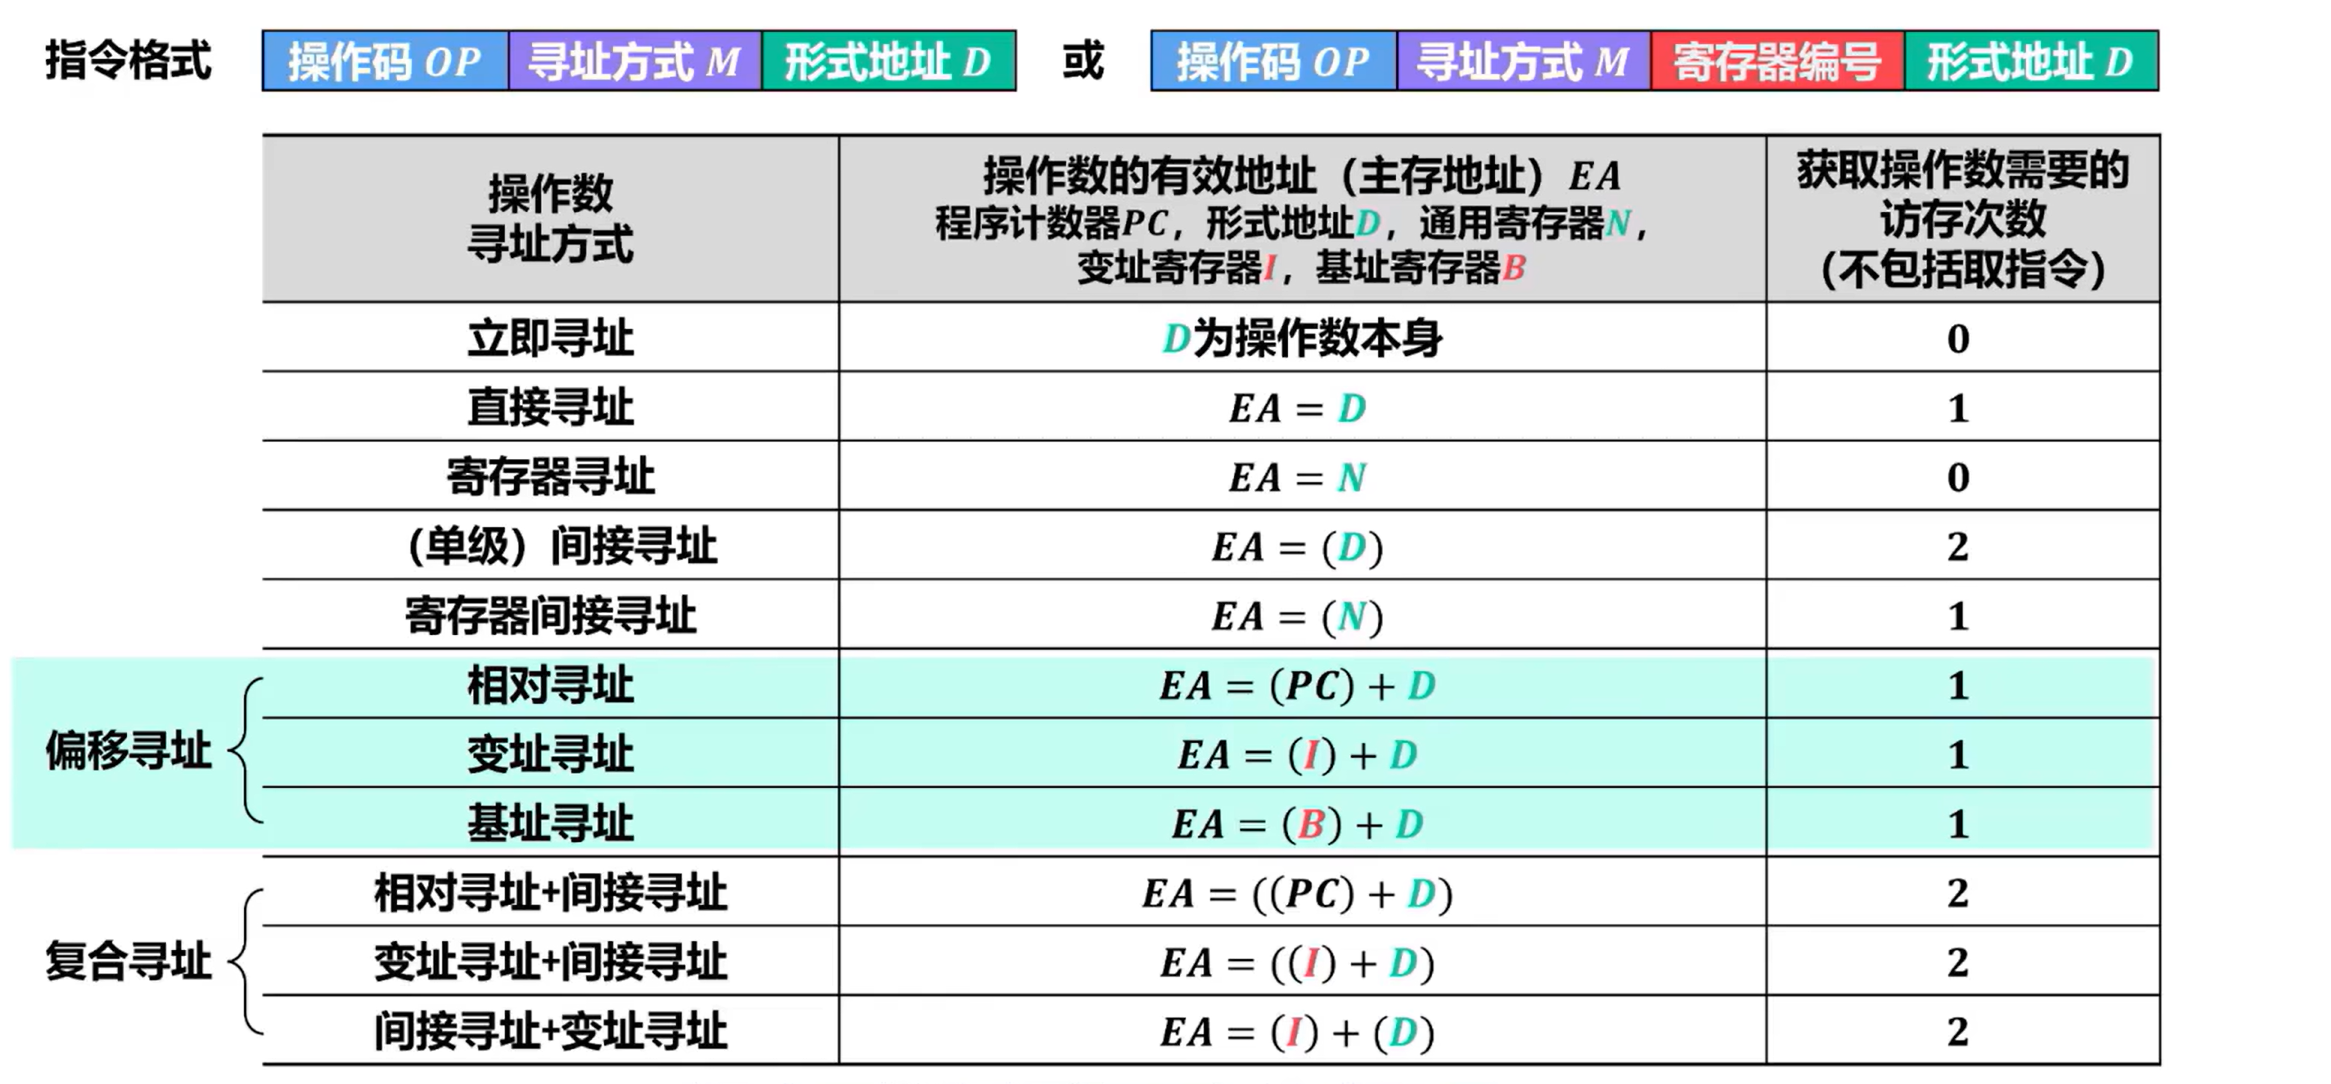 指令格式 操作码 OP 寻址方式 M 形式地址 D 或 操作码 OP 寻址方式 M 寄存器编号 形式地址 D
操作数
寻址方式
操作数的有效地址（主存地址）EA
程序计数器PC，形式地址D，通用寄存器N，
变址寄存器I，基址寄存器B
获取操作数需要的
访存次数
（不包括取指令）
立即寻址 D为操作数本身 0
直接寻址 EA = D 1
寄存器寻址 EA = N 0
（单级）间接寻址 EA = (D) 2
寄存器间接寻址 EA = (N) 1
偏移寻址
相对寻址 EA = (PC) + D 1
变址寻址 EA = (I) + D 1
基址寻址 EA = (B) + D 1
复合寻址
相对寻址+间接寻址 EA = ((PC) + D) 2
变址寻址+间接寻址 EA = ((I) + D) 2
间接寻址+变址寻址 EA = (I) + (D) 2